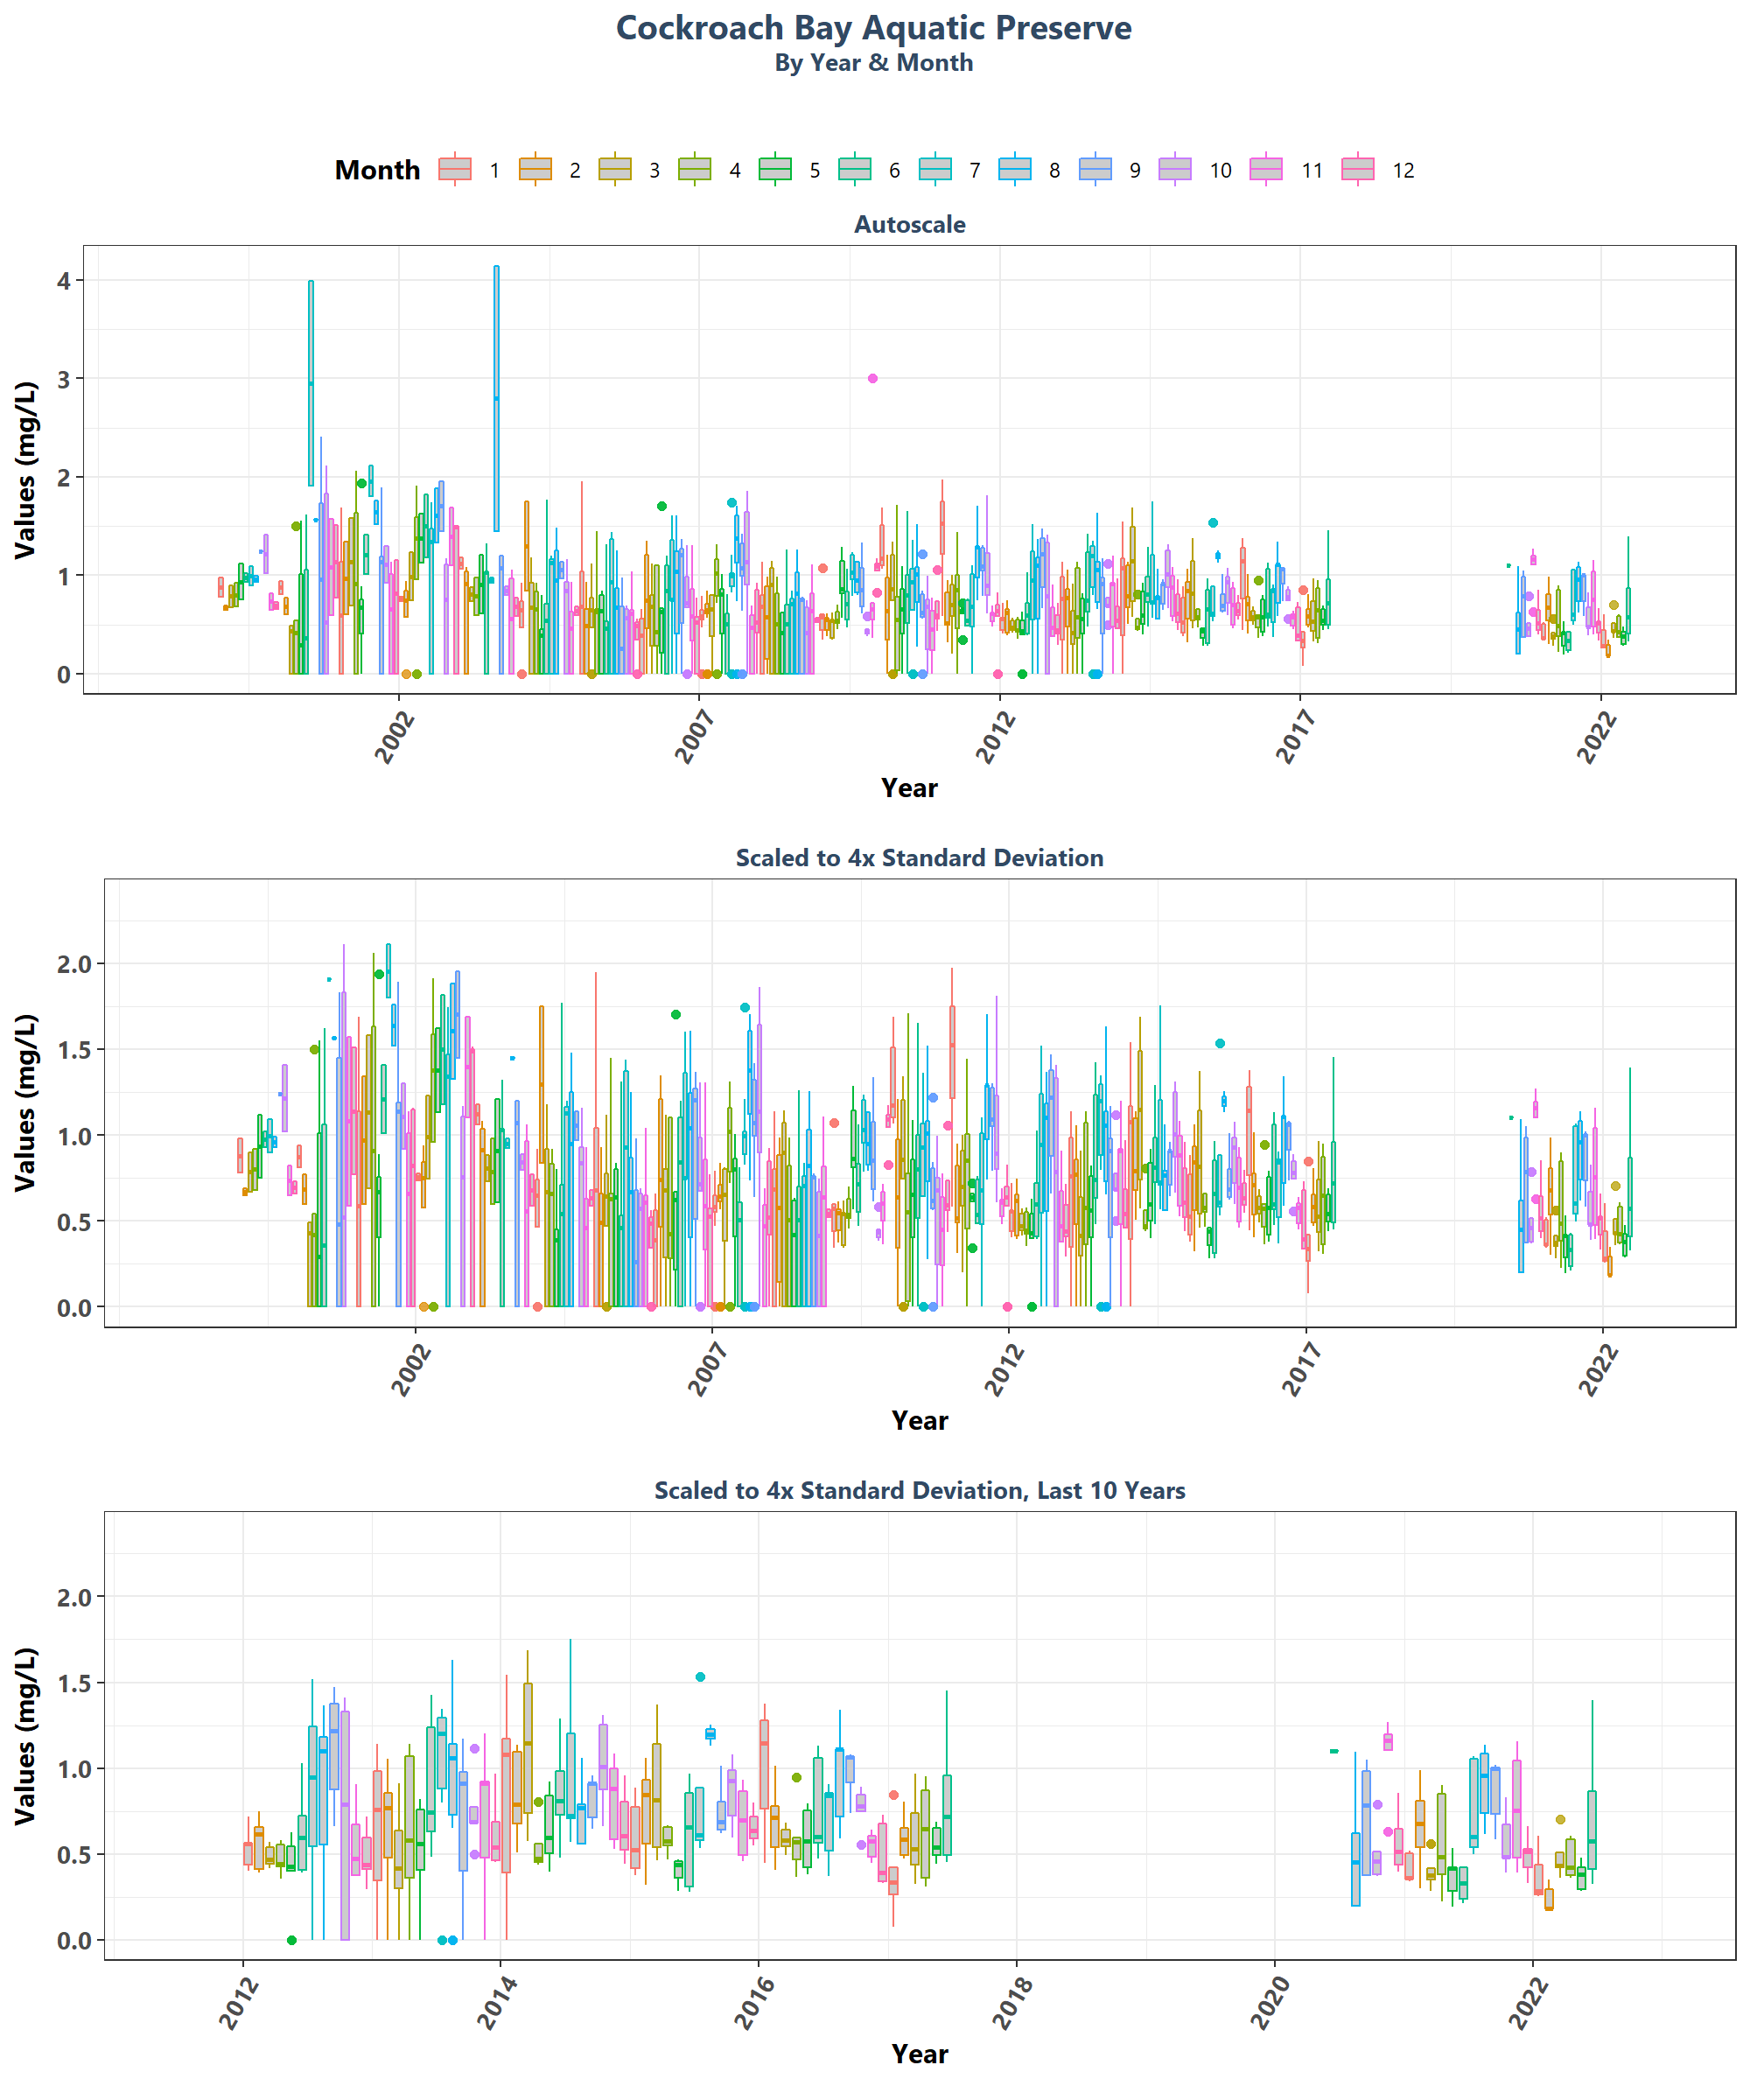 Cockroach Bay Aquatic Preserve
By Year & Month
Month 1 2 3 4 5 6 7 8 9 10 11 12
Autoscale
Values (mg/L)
4
3
2
1
0
2002 2007 2012 2017 2022
Year
Scaled to 4x Standard Deviation
Values (mg/L)
2.0
1.5
1.0
0.5
0.0
2002 2007 2012 2017 2022
Year
Scaled to 4x Standard Deviation, Last 10 Years
Values (mg/L)
2.0
1.5
1.0
0.5
0.0
2012 2014 2016 2018 2020 2022
Year